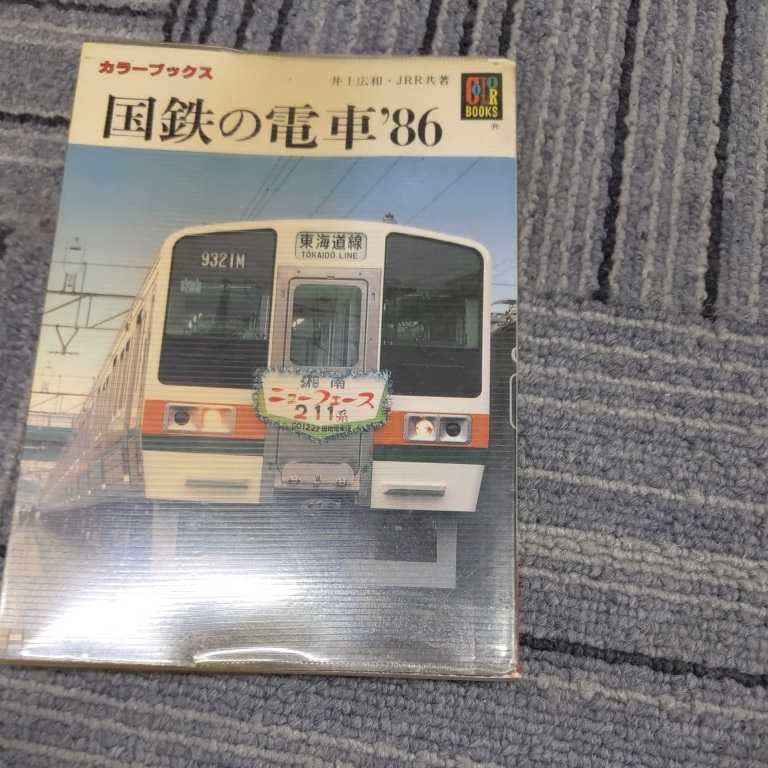 カラーブックス
井上広和・JRR共著
COLOR
BOOKS
国鉄の電車'86
9321M
東海道線
TOKAIDO LINE
湘南
ニューフェース
211系